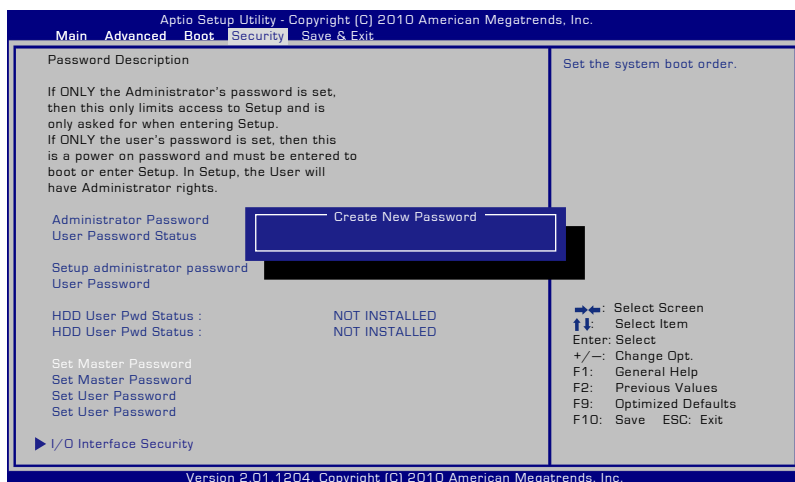 Aptio Setup Utility - Copyright (C) 2010 American Megatrends, Inc.
Main Advanced Boot Security Save & Exit
Password Description
If ONLY the Administrator's password is set,
then this only limits access to Setup and is
only asked for when entering Setup.
If ONLY the user's password is set, then this
is a power on password and must be entered to
boot or enter Setup. In Setup, the User will
have Administrator rights.
Administrator Password
User Password Status
Create New Password
Setup administrator password
User Password
HDD User Pwd Status : NOT INSTALLED
HDD User Pwd Status : NOT INSTALLED
Set Master Password
Set Master Password
Set User Password
Set User Password
I/O Interface Security
Set the system boot order.
→←: Select Screen
↑↓: Select Item
Enter: Select
+/—: Change Opt.
F1: General Help
F2: Previous Values
F9: Optimized Defaults
F10: Save ESC: Exit
Version 2.01.1204. Copyright (C) 2010 American Megatrends, Inc.